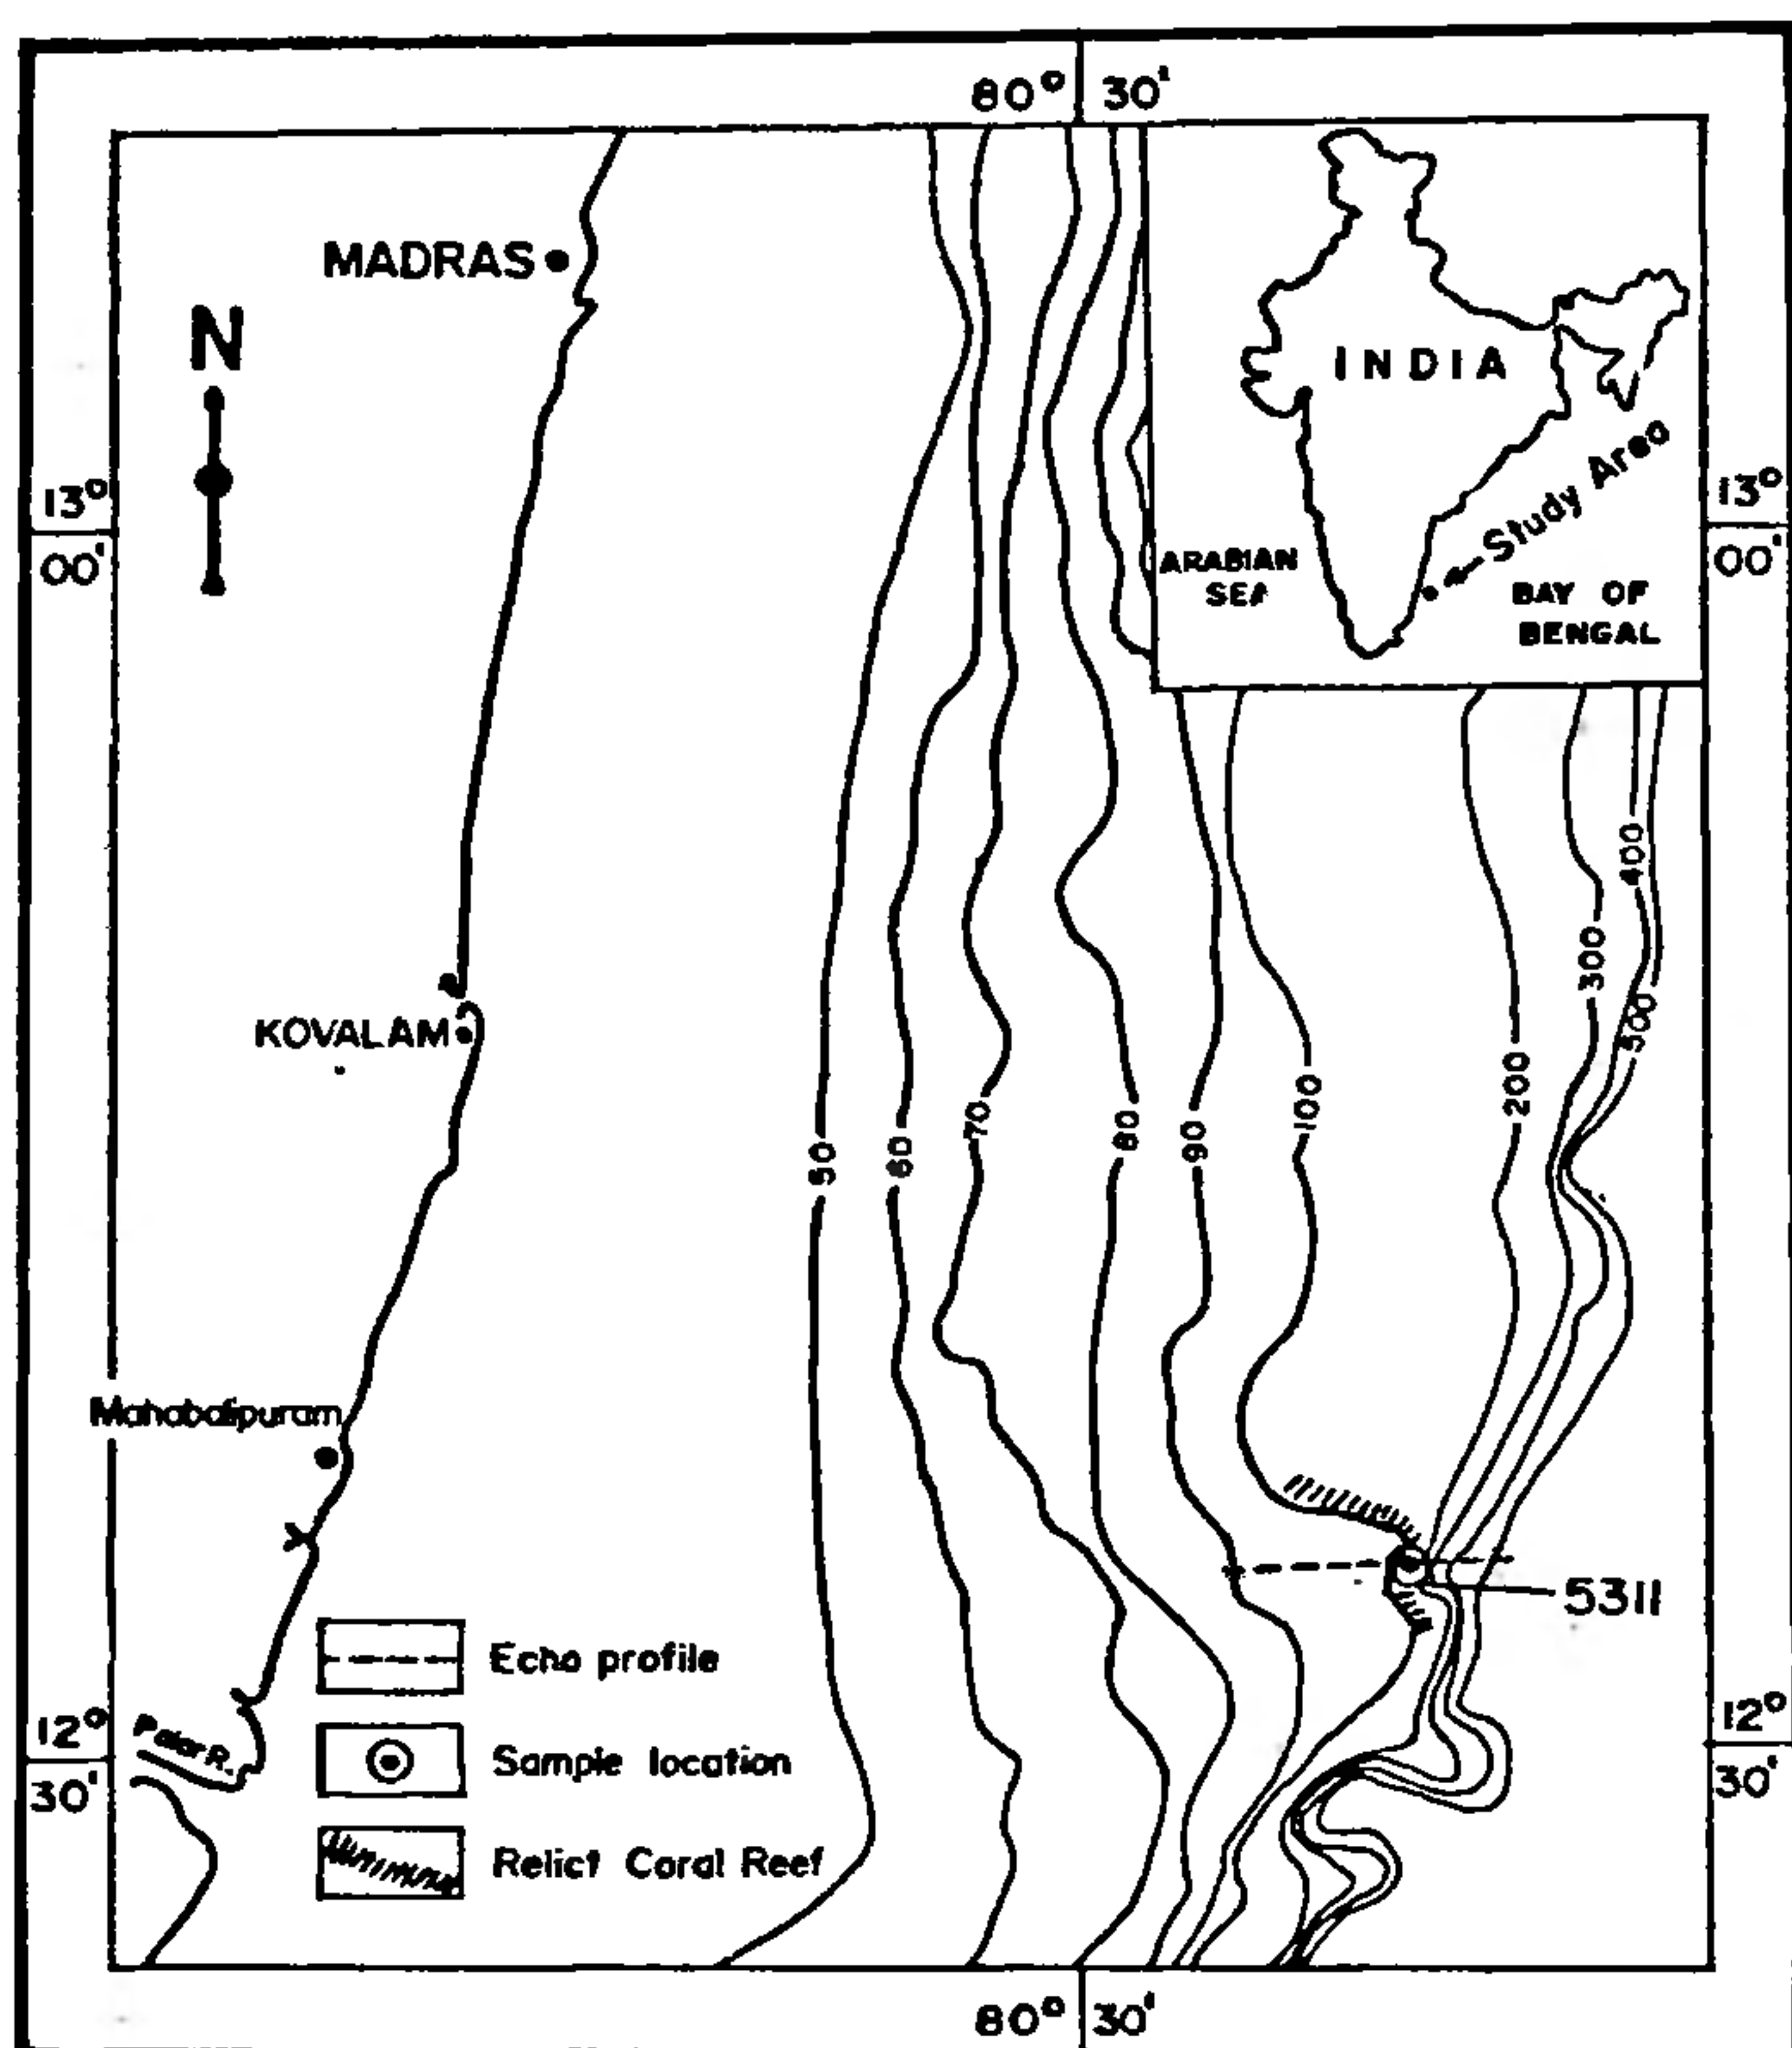 80° 30'
MADRAS
N
INDIA
Study Area
13°
00'
13°
00'
ARABIAN
SEA
BAY OF
BENGAL
KOVALAM
400
300
500
200
100
90
80
70
60
50
Mahabalipuram
5311
Echo profile
Sample location
Relict Coral Reef
Palar R.
12°
30'
12°
30'
80° 30'